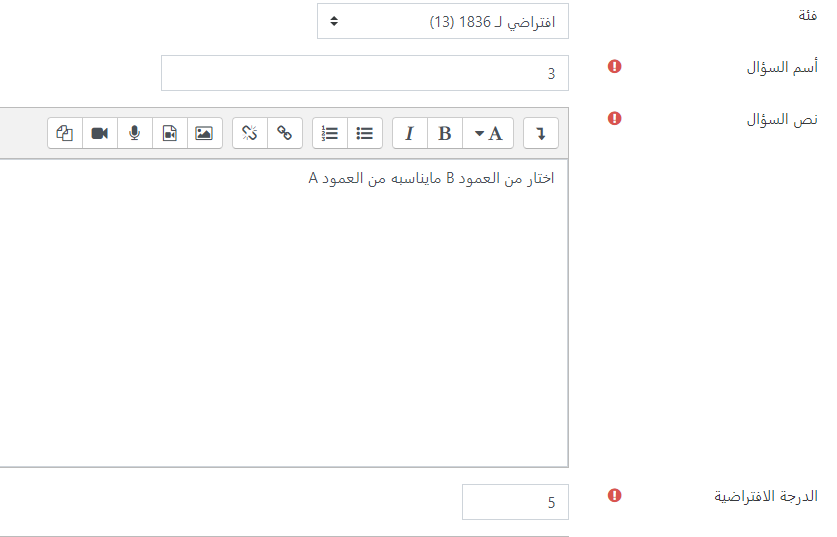 فئة
افتراضي لـ 1836 (13)
أسم السؤال
3
نص السؤال
A B I
اختار من العمود B مايناسبه من العمود A
الدرجة الافتراضية
5